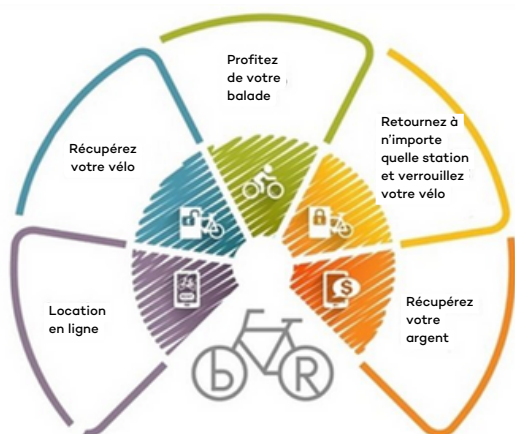 Location
en ligne
Récupérez
votre vélo
Profitez
de votre
balade
Retournez à
n'importe
quelle station
et verrouillez
votre vélo
Récupérez
votre
argent
$
b R